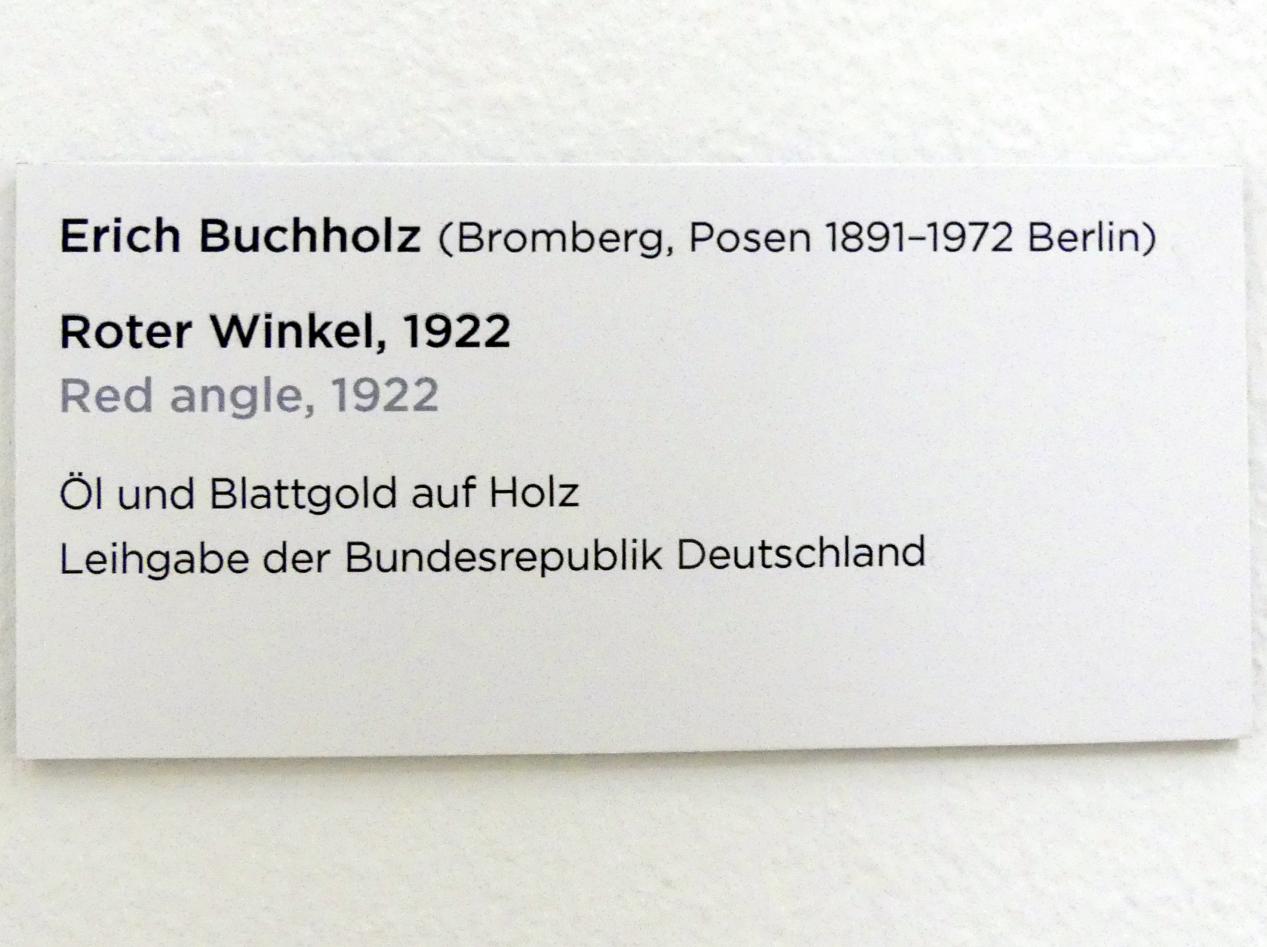 Erich Buchholz (Bromberg, Posen 1891–1972 Berlin)
Roter Winkel, 1922
Red angle, 1922
Öl und Blattgold auf Holz
Leihgabe der Bundesrepublik Deutschland